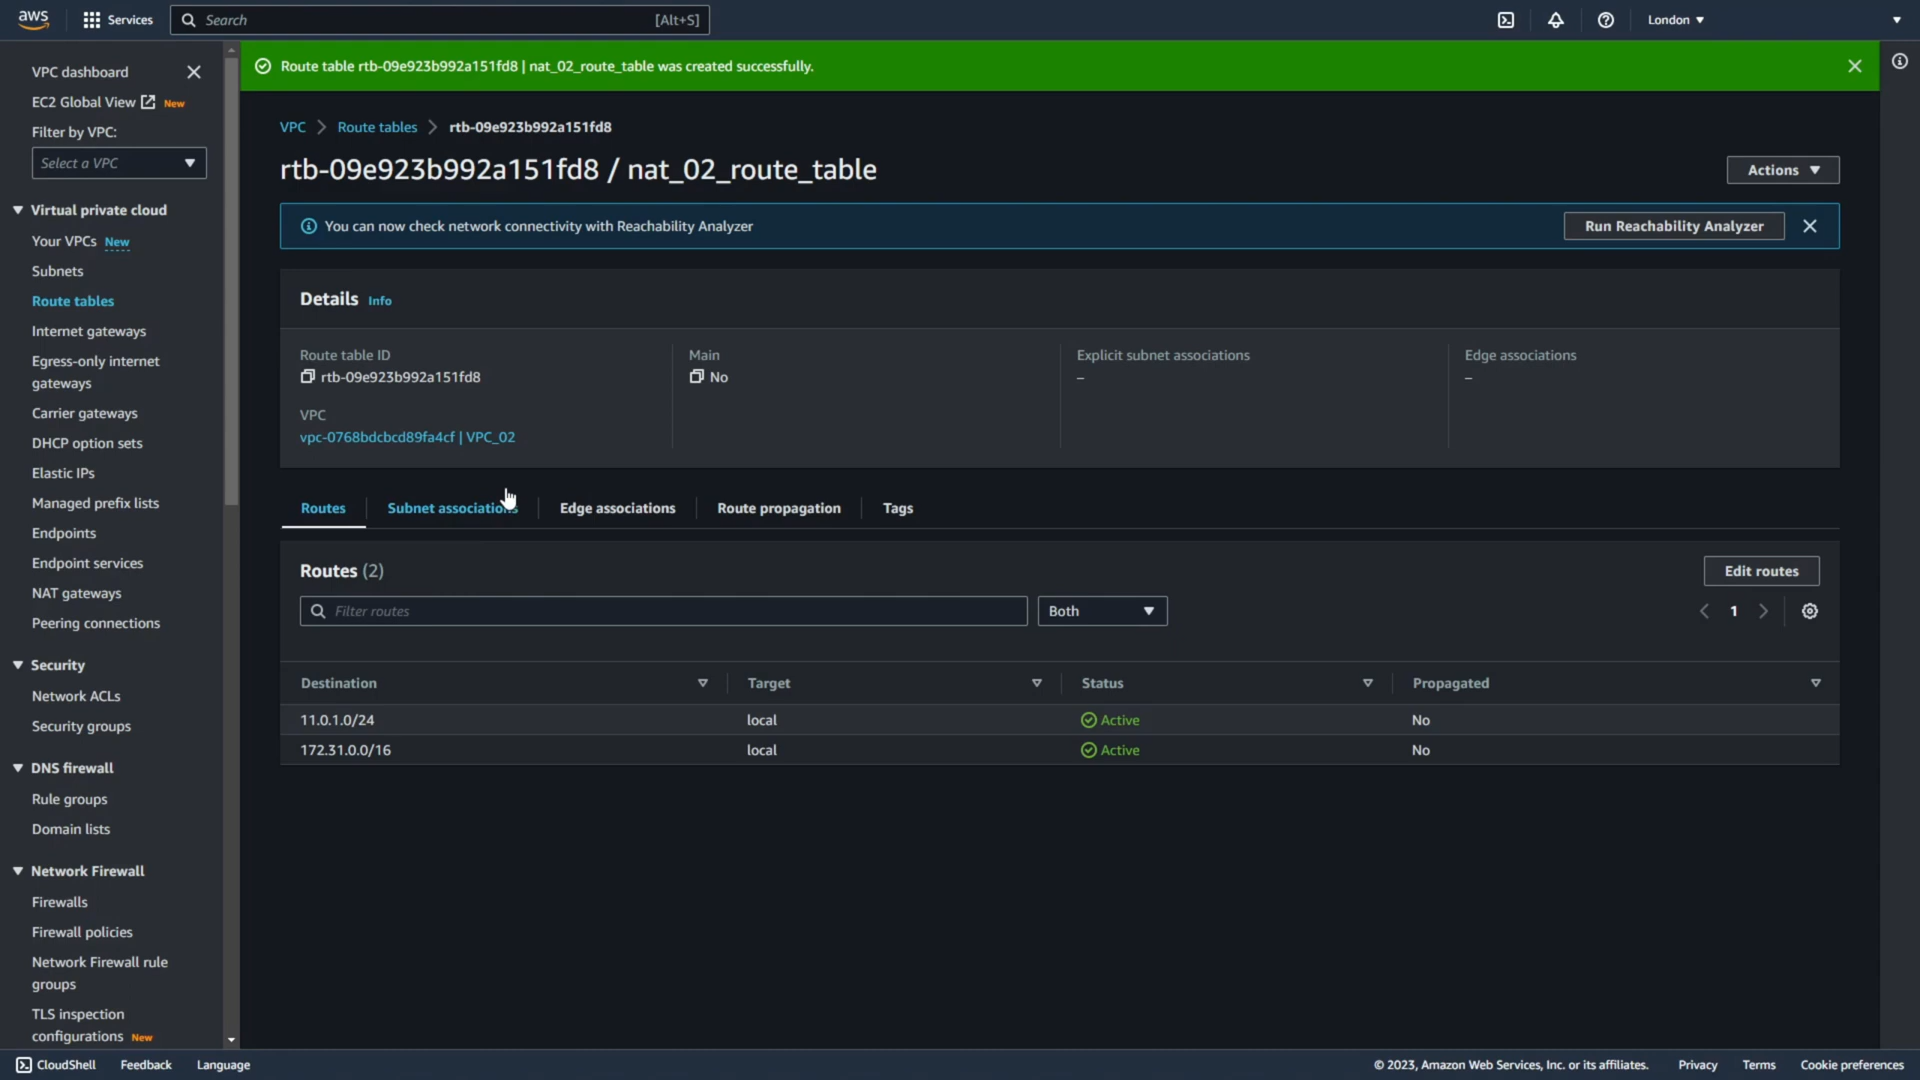 aws
Services
Search [Alt+S]
London
VPC dashboard
EC2 Global View New
Filter by VPC:
Select a VPC
Virtual private cloud
Your VPCs New
Subnets
Route tables
Internet gateways
Egress-only internet
gateways
Carrier gateways
DHCP option sets
Elastic IPs
Managed prefix lists
Endpoints
Endpoint services
NAT gateways
Peering connections
Security
Network ACLs
Security groups
DNS firewall
Rule groups
Domain lists
Network Firewall
Firewalls
Firewall policies
Network Firewall rule
groups
TLS inspection
configurations New
Route table rtb-09e923b992a151fd8 | nat_02_route_table was created successfully.
VPC > Route tables > rtb-09e923b992a151fd8
rtb-09e923b992a151fd8 / nat_02_route_table
Actions
You can now check network connectivity with Reachability Analyzer
Run Reachability Analyzer
Details Info
Route table ID
rtb-09e923b992a151fd8
Main
No
Explicit subnet associations
–
Edge associations
–
VPC
vpc-0768bdcbcd89fa4cf | VPC_02
Routes Subnet associations Edge associations Route propagation Tags
Routes (2)
Edit routes
Filter routes
Both
1
Destination Target Status Propagated
11.0.1.0/24 local Active No
172.31.0.0/16 local Active No
CloudShell Feedback Language
© 2023, Amazon Web Services, Inc. or its affiliates. Privacy Terms Cookie preferences